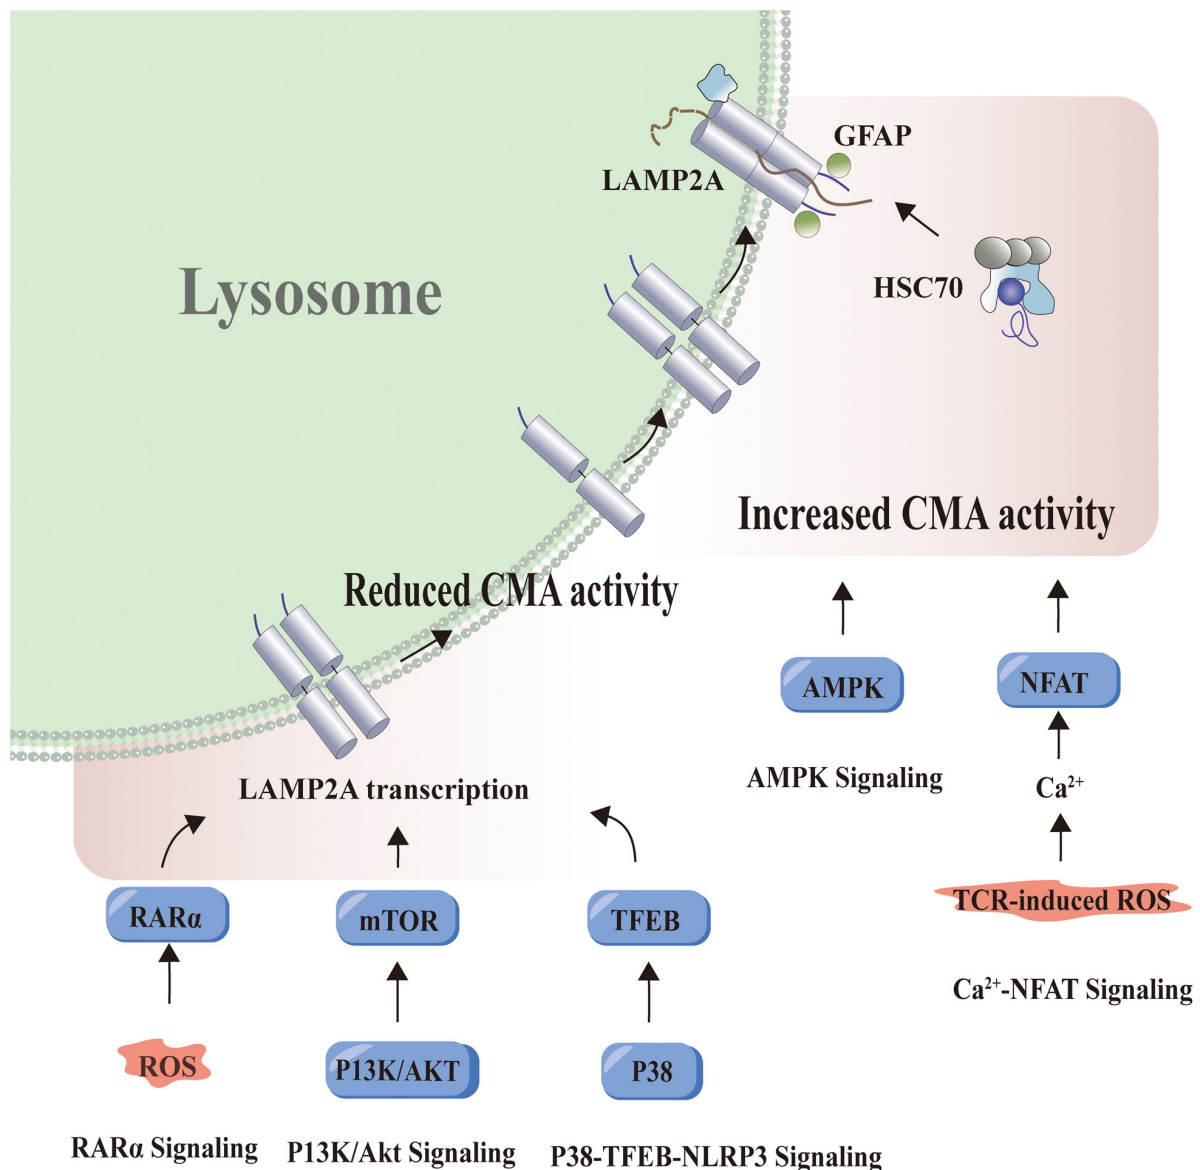 GFAP
LAMP2A
HSC70
Lysosome
Increased CMA activity
Reduced CMA activity
AMPK
NFAT
AMPK Signaling
Ca²⁺
LAMP2A transcription
TCR-induced ROS
RARα
mTOR
TFEB
Ca²⁺-NFAT Signaling
ROS
P13K/AKT
P38
RARα Signaling
P13K/Akt Signaling
P38-TFEB-NLRP3 Signaling